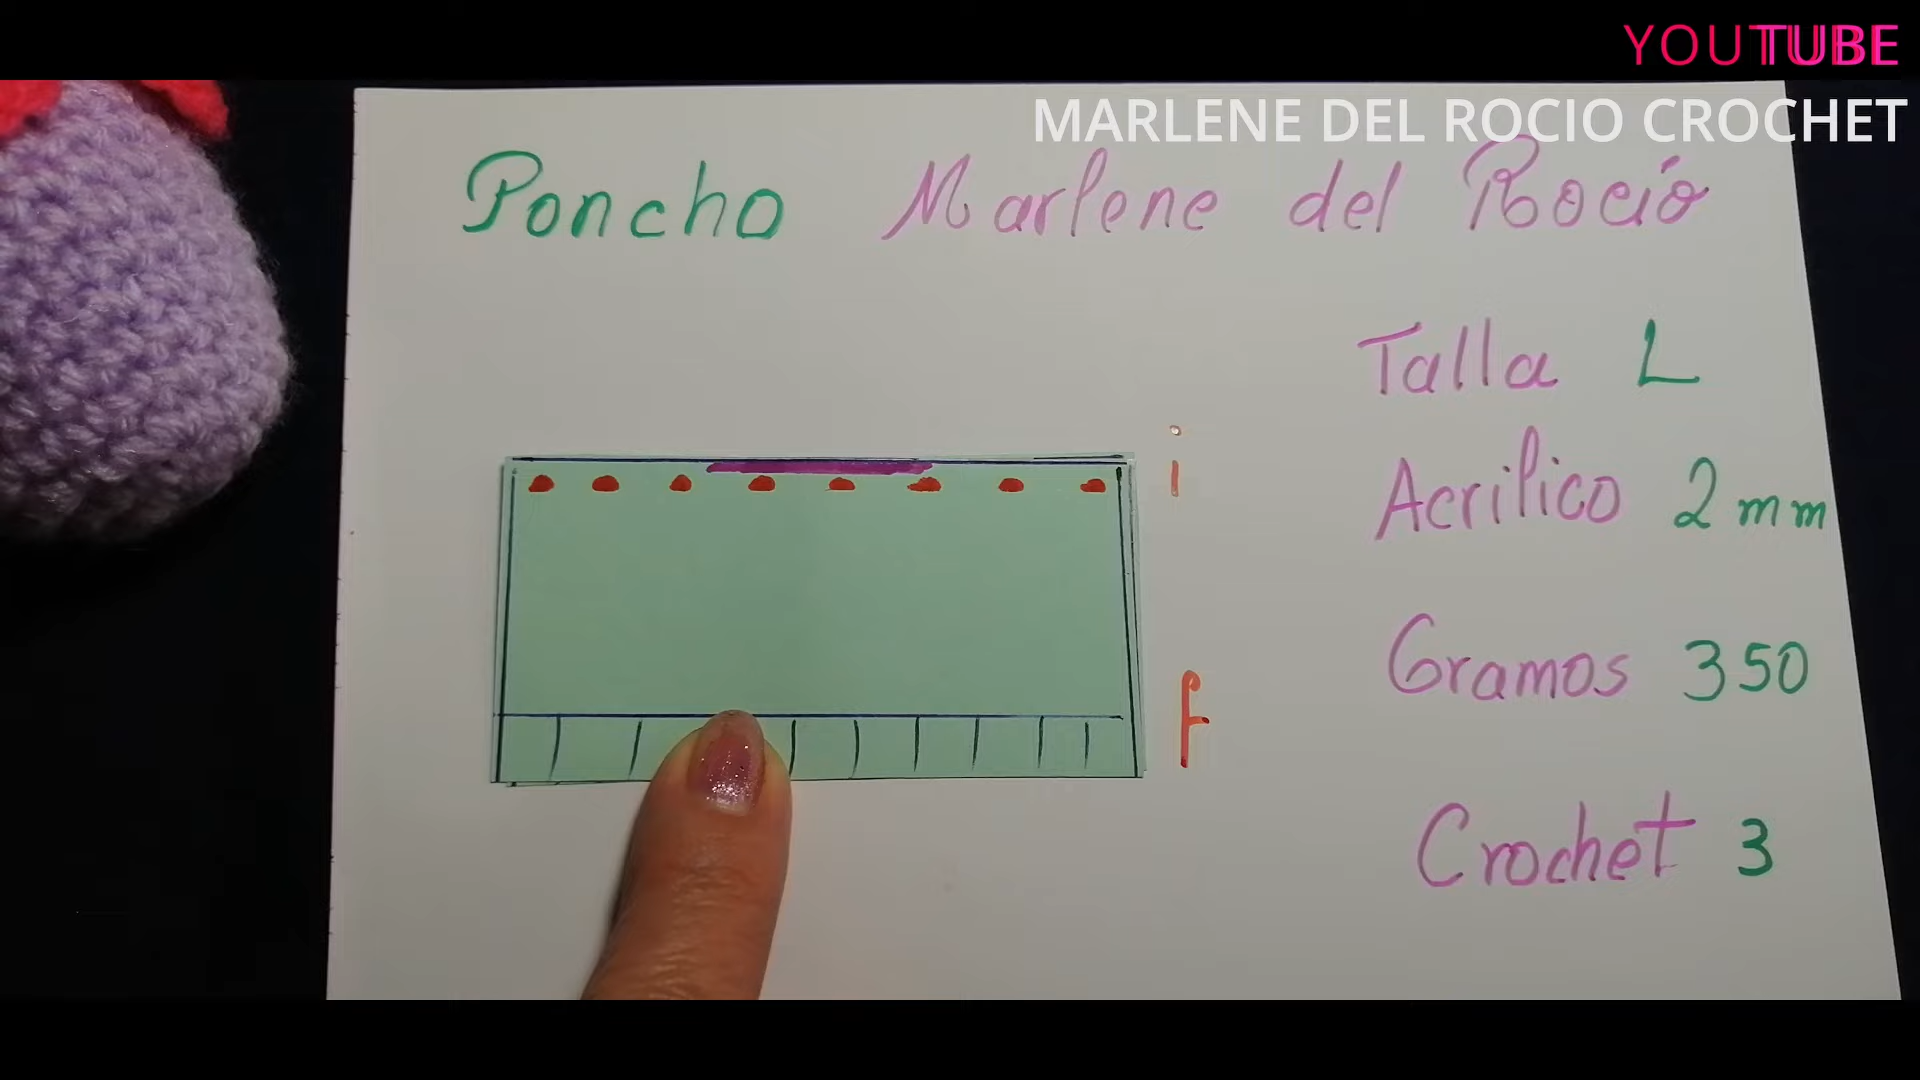 YOUTUBE
MARLENE DEL ROCIO CROCHET
Poncho Marlene del Rocío
Talla L
i
Acrilico 2mm
Gramos 350
f
Crochet 3